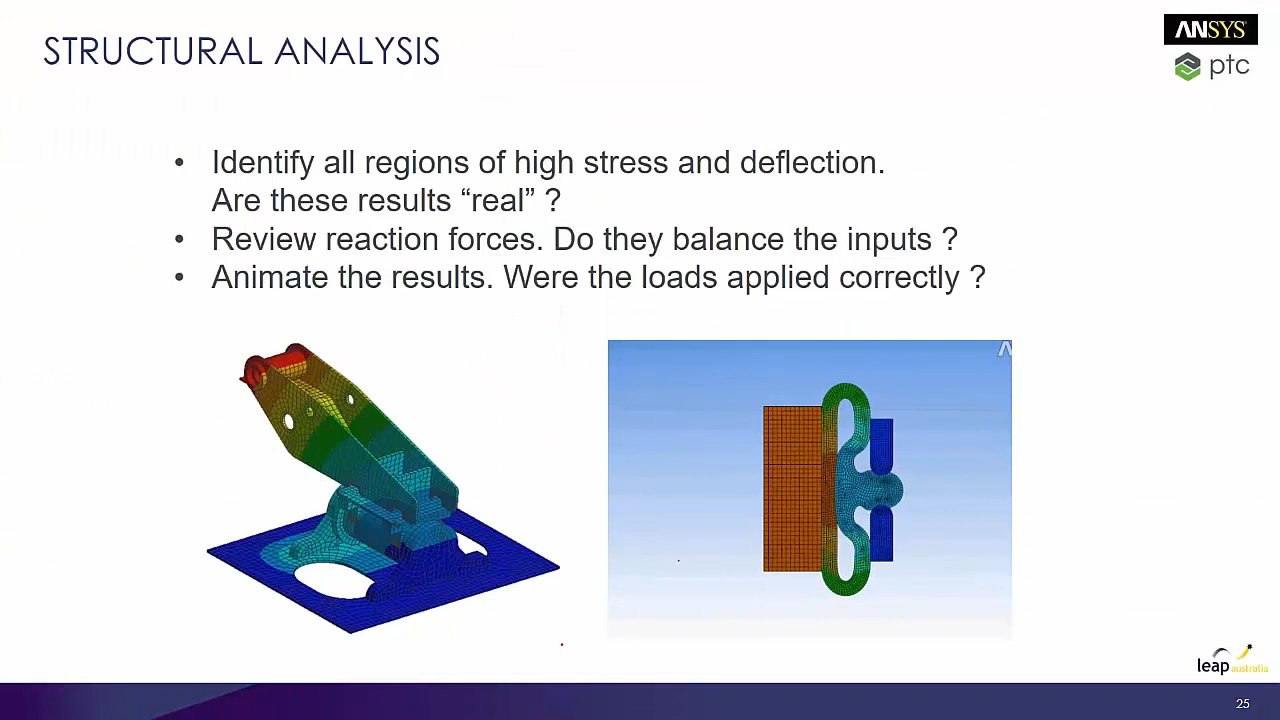 STRUCTURAL ANALYSIS
ANSYS
ptc
• Identify all regions of high stress and deflection.
Are these results “real” ?
• Review reaction forces. Do they balance the inputs ?
• Animate the results. Were the loads applied correctly ?
leap australia
25